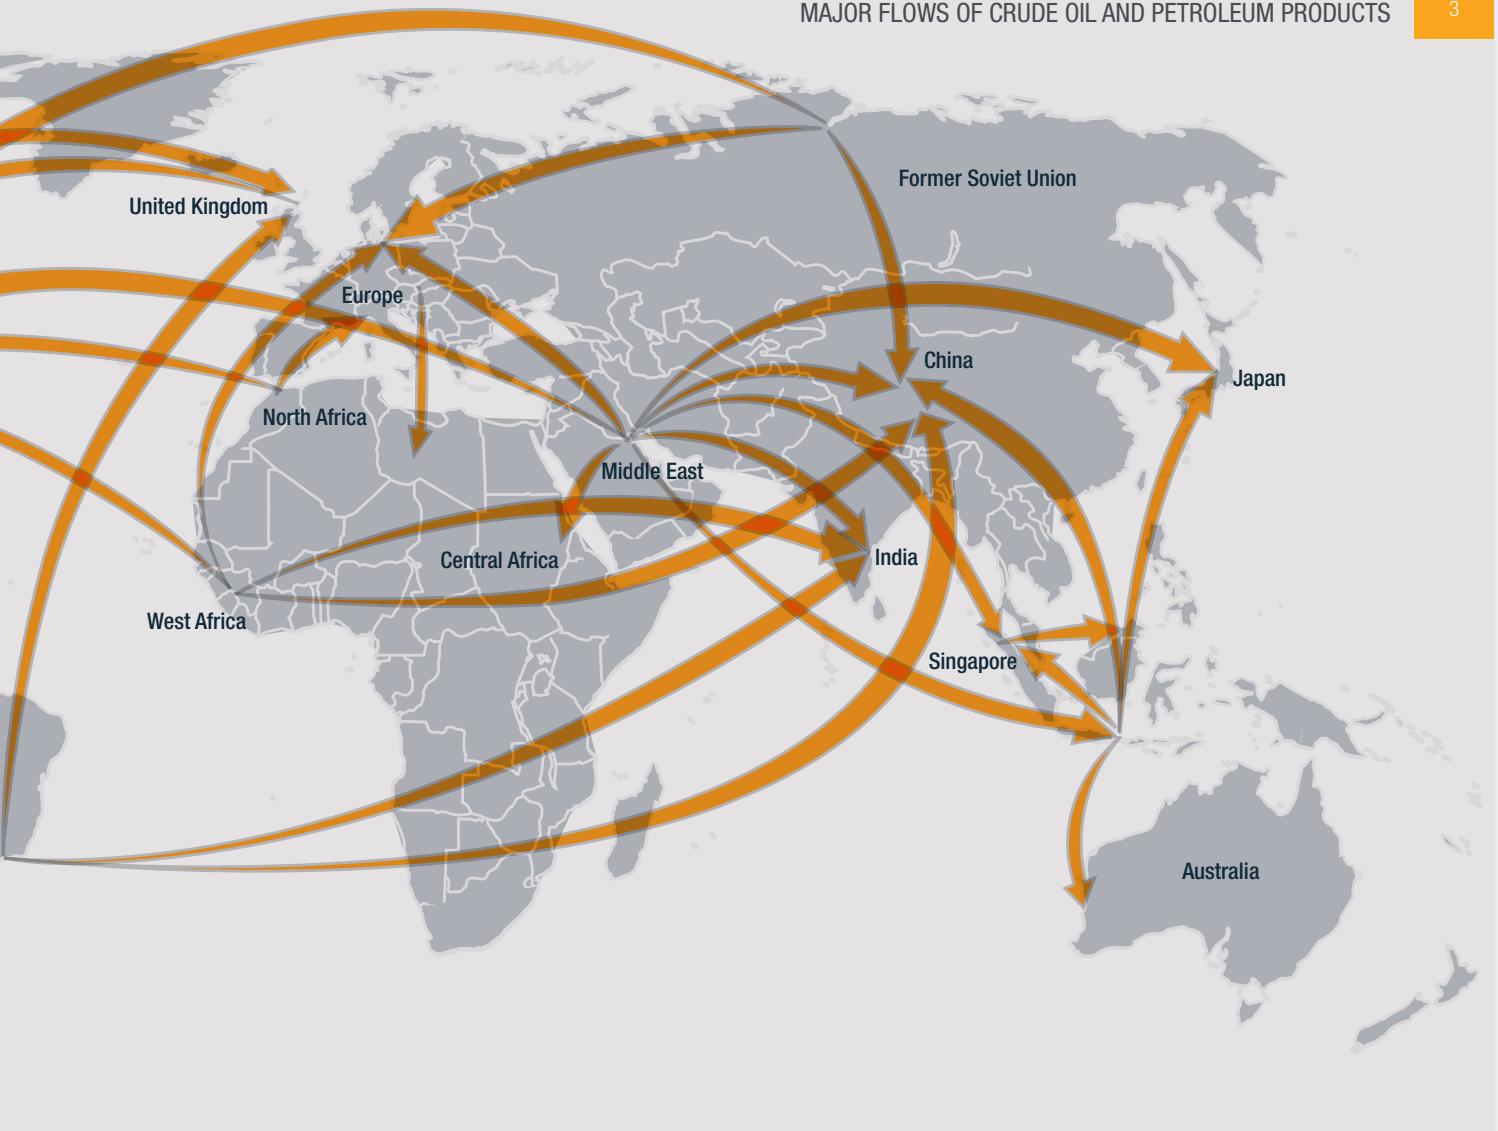 MAJOR FLOWS OF CRUDE OIL AND PETROLEUM PRODUCTS
3
Former Soviet Union
United Kingdom
Europe
China
Japan
North Africa
Middle East
Central Africa
India
West Africa
Singapore
Australia